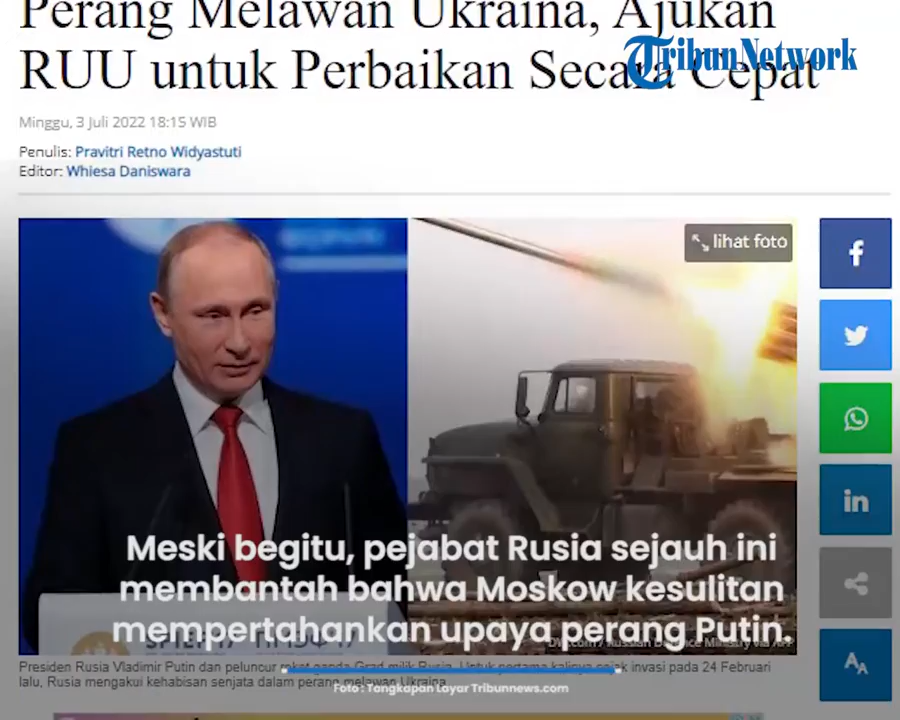 Perang Melawan Ukraina, Ajukan
RUU untuk Perbaikan Secara Cepat
TribunNetwork
Minggu, 3 Juli 2022 18:15 WIB
Penulis: Pravitri Retno Widyastuti
Editor: Whiesa Daniswara
lihat foto
f
in
AA
Meski begitu, pejabat Rusia sejauh ini
membantah bahwa Moskow kesulitan
mempertahankan upaya perang Putin.
Presiden Rusia Vladimir Putin dan peluncur roket ganda Grad milik Rusia. Untuk pertama kalinya sejak invasi pada 24 Februari
lalu, Rusia mengakui kehabisan senjata dalam perang melawan Ukraina.
Foto : Tangkapan Layar Tribunnews.com